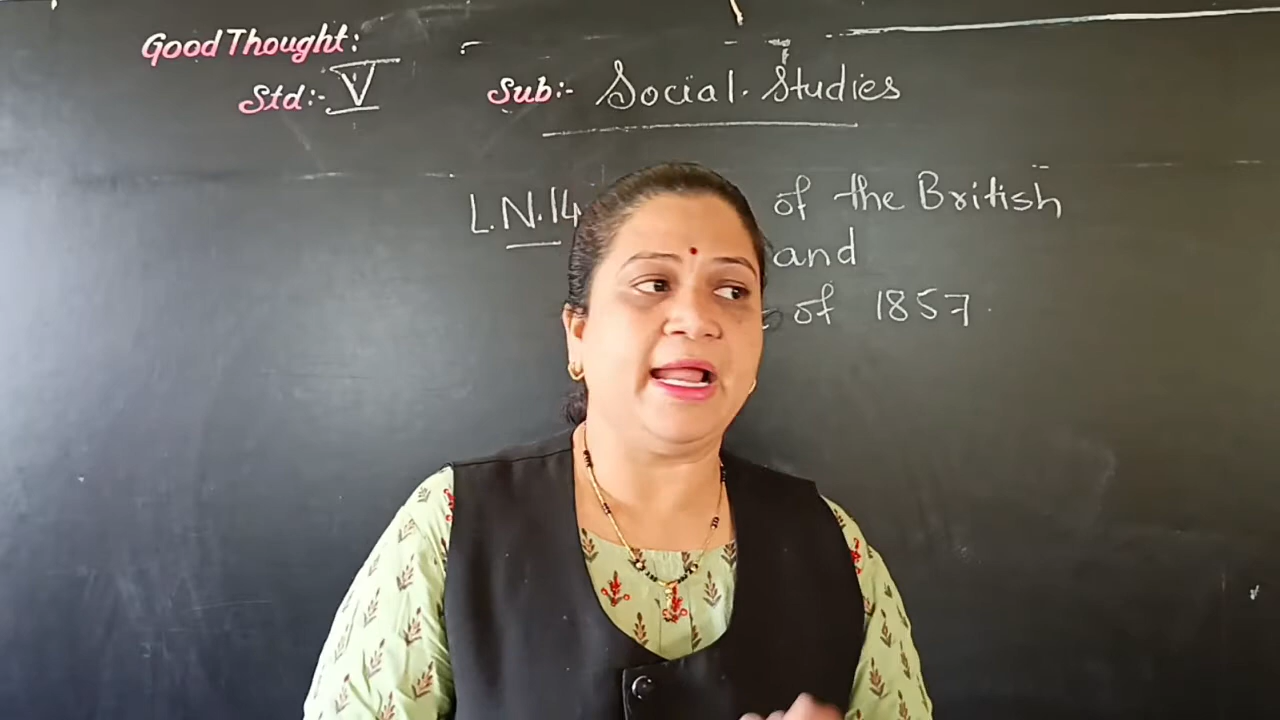 Good Thought:
Std:- V Sub:- Social. Studies
L.N.14 of the British
and
of 1857.